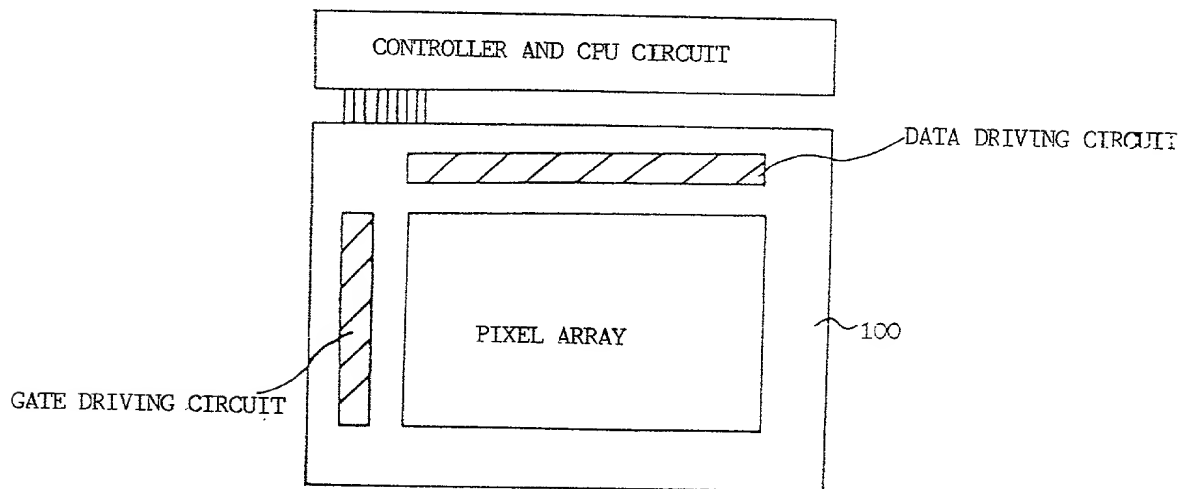 CONTROLLER AND CPU CIRCUIT
DATA DRIVING CIRCUIT
PIXEL ARRAY
100
GATE DRIVING CIRCUIT